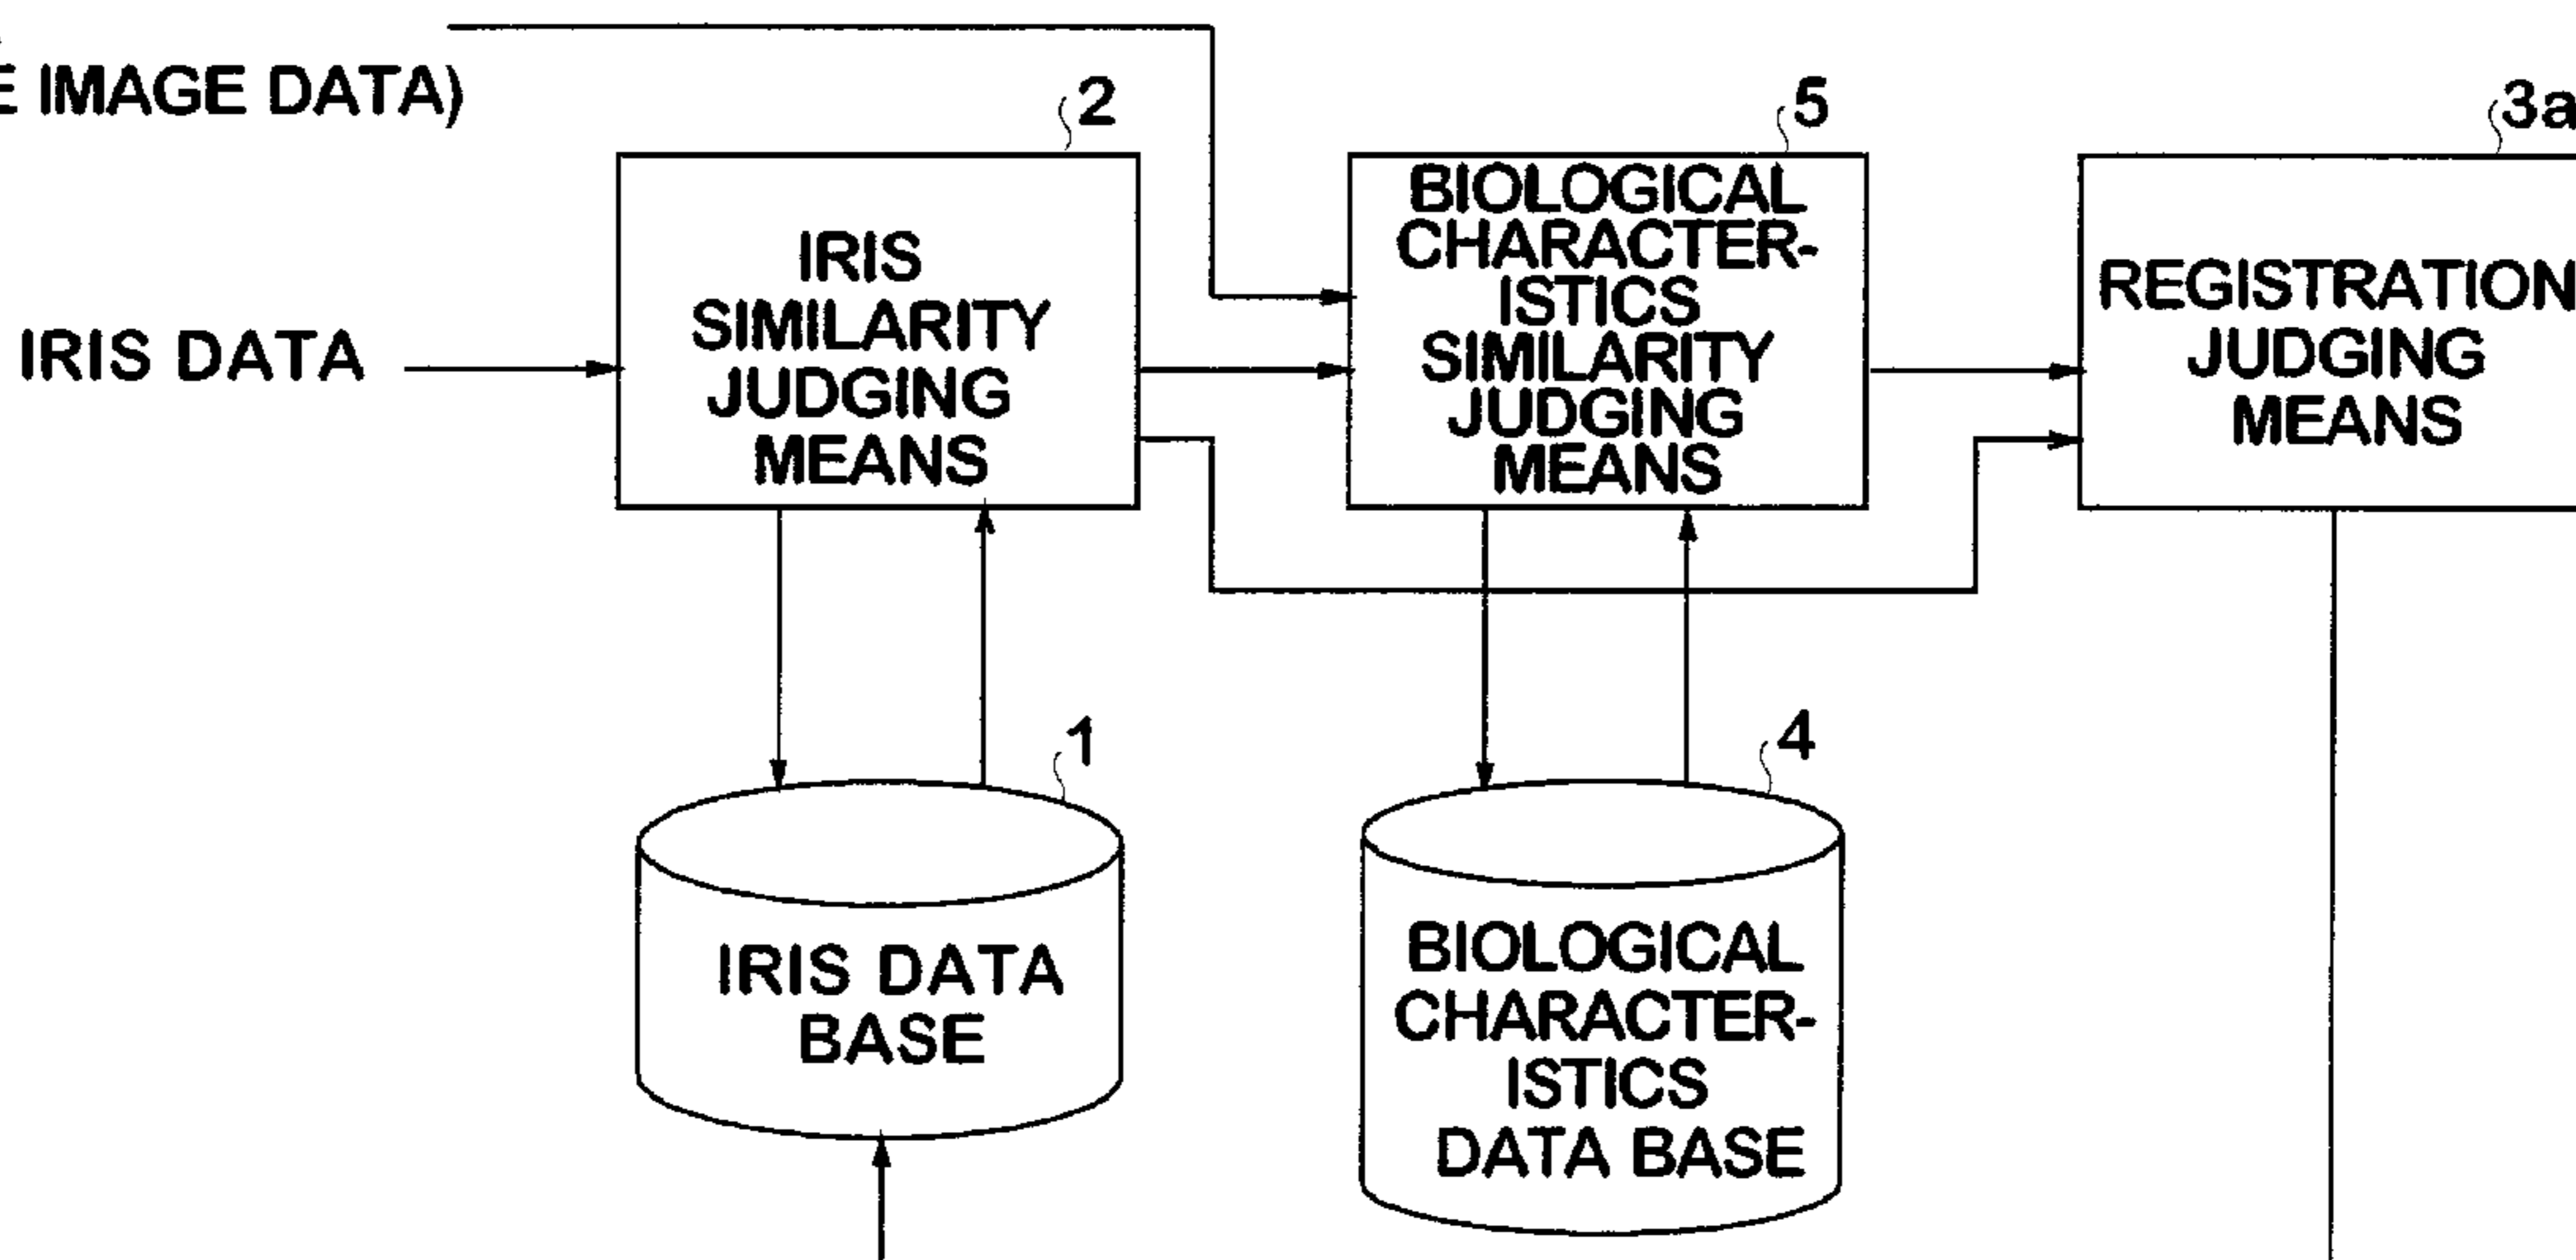 IMAGE DATA)
2
5
3a
IRIS
SIMILARITY
JUDGING
MEANS
BIOLOGICAL
CHARACTER-
ISTICS
SIMILARITY
JUDGING
MEANS
REGISTRATION
JUDGING
MEANS
IRIS DATA
1
4
IRIS DATA
BASE
BIOLOGICAL
CHARACTER-
ISTICS
DATA BASE